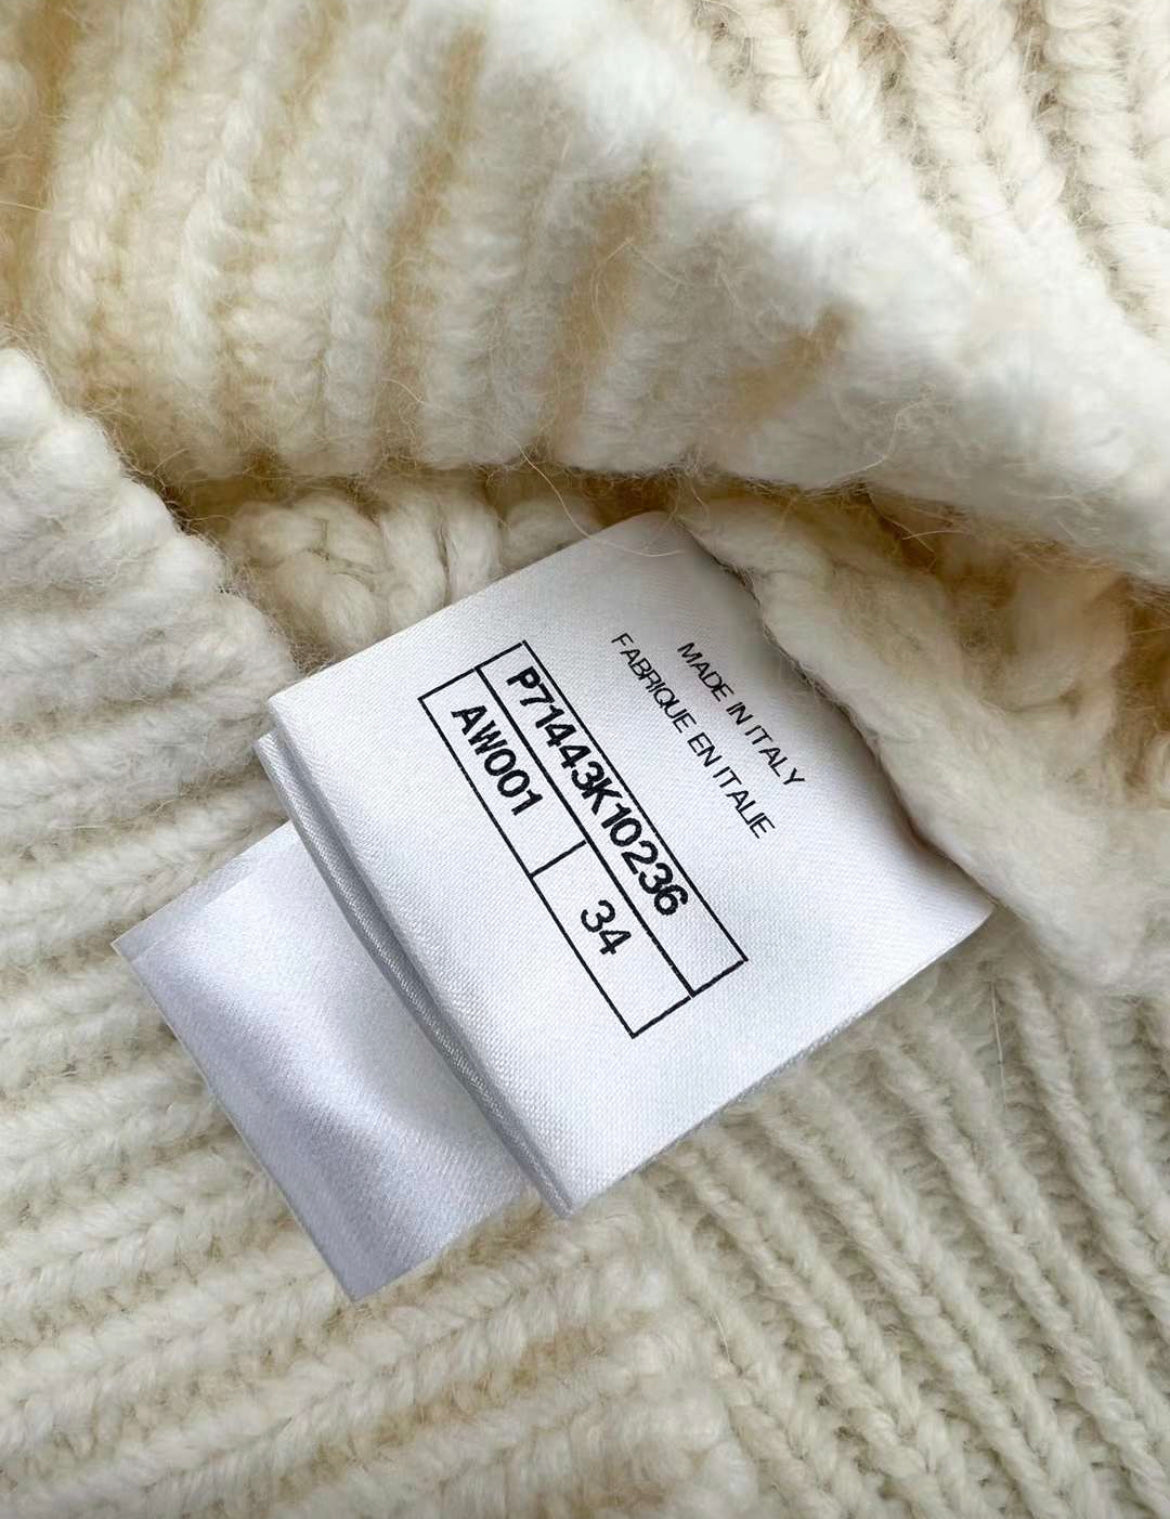 MADE IN ITALY
FABRIQUE EN ITALIE
P71443K10236
AW001 34